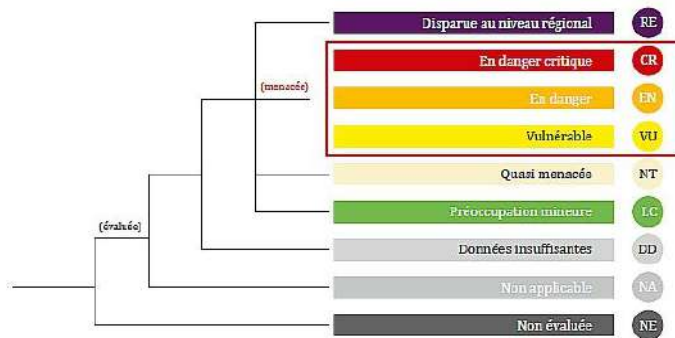 Disparue au niveau régional RE
En danger critique CR
(menacée)
En danger EN
Vulnérable VU
Quasi menacée NT
Préoccupation mineure LC
(évaluée)
Données insuffisantes DD
Non applicable NA
Non évaluée NE